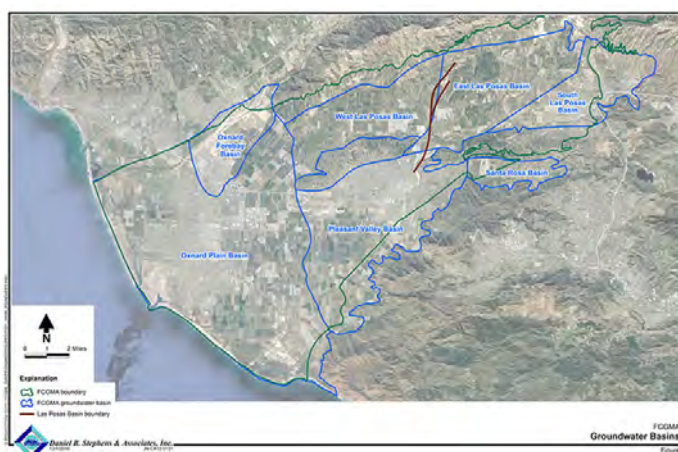 East Las Posas Basin
West Las Posas Basin
South
Las Posas
Basin
Oxnard
Forebay
Basin
Santa Rosa Basin
Pleasant Valley Basin
Oxnard Plain Basin
N
0 1 2 Miles
Explanation
FCGMA boundary
FCGMA groundwater basin
Las Posas Basin boundary
Daniel B. Stephens & Associates, Inc.
FCGMA
Groundwater Basins
Figure